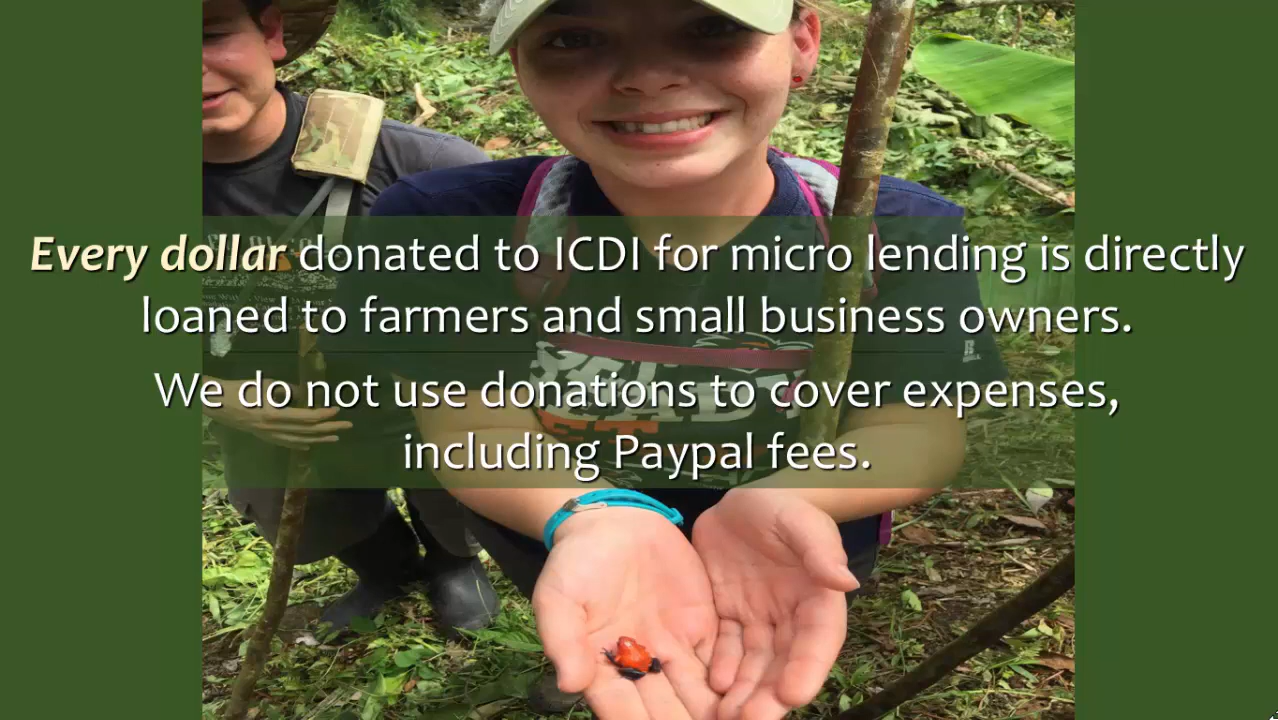 Every dollar donated to ICDI for micro lending is directly
loaned to farmers and small business owners.
We do not use donations to cover expenses,
including Paypal fees.